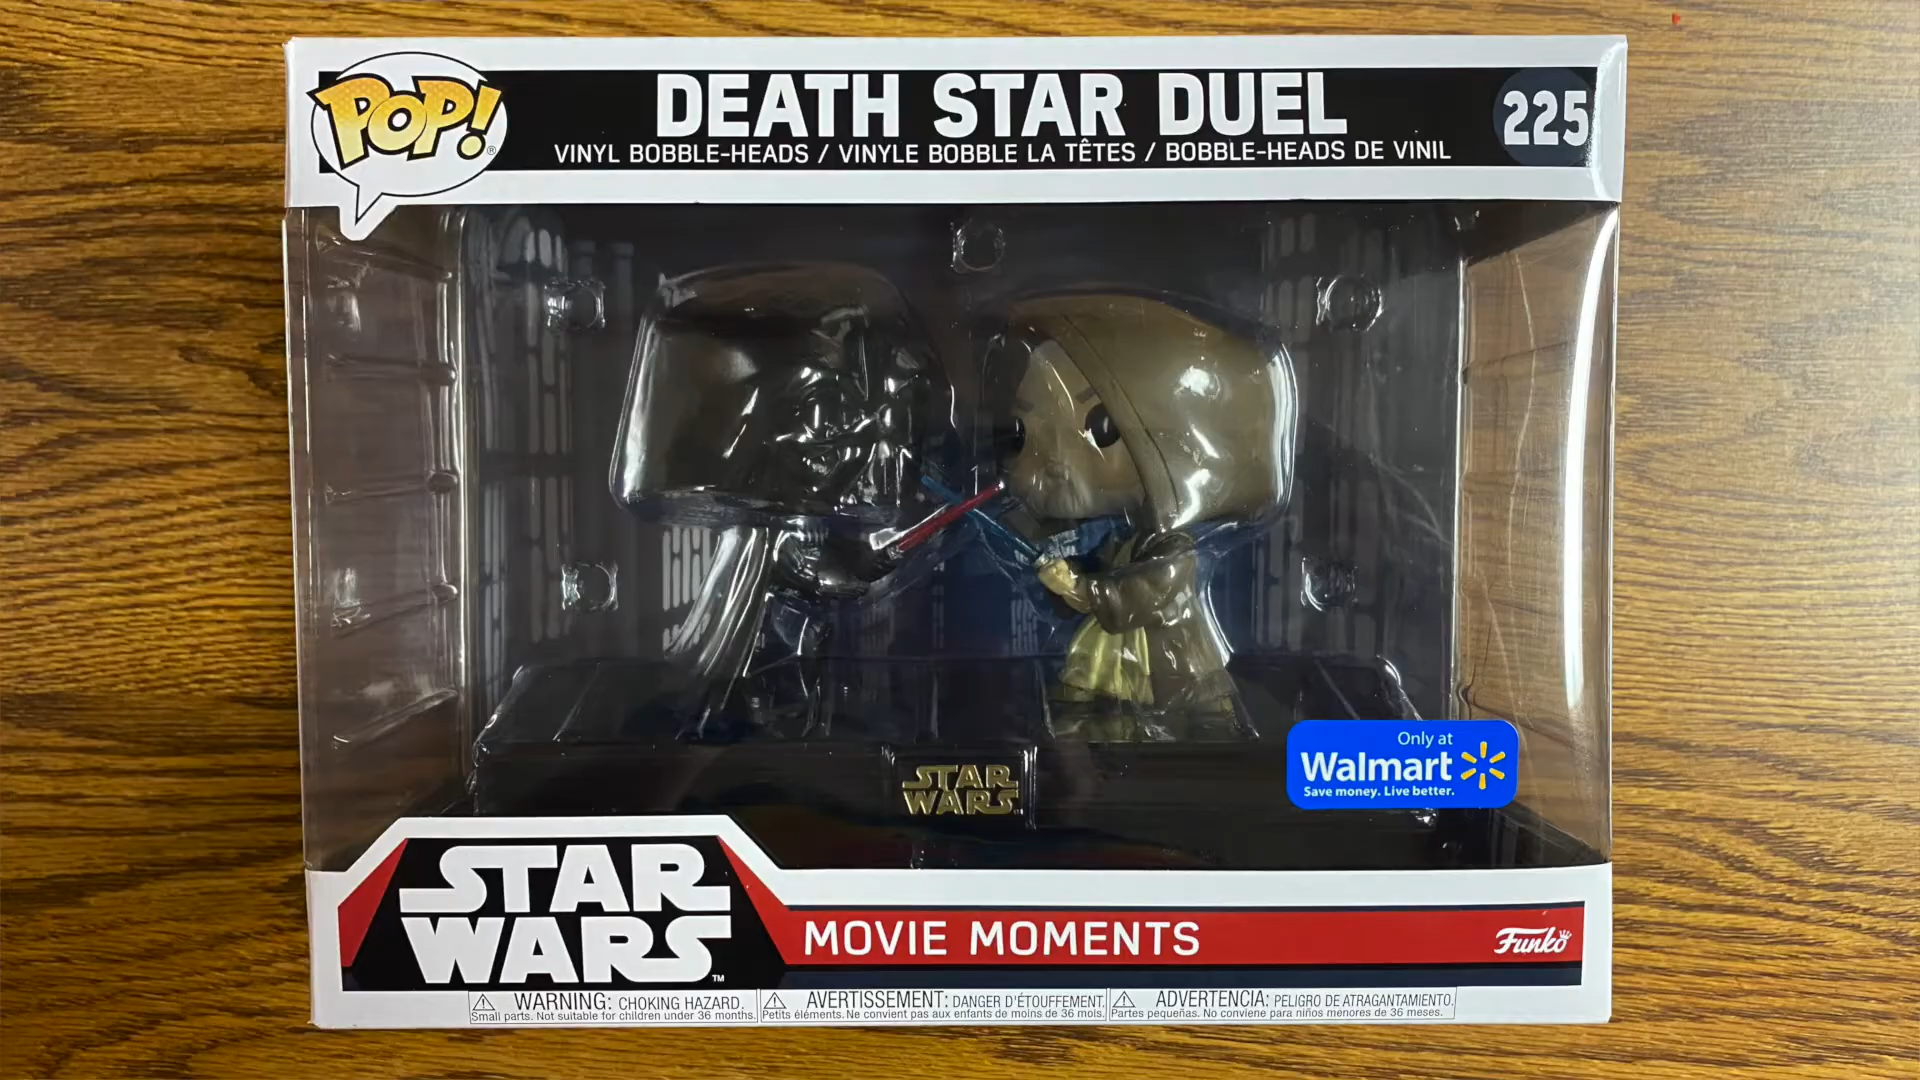 POP!®
DEATH STAR DUEL
VINYL BOBBLE-HEADS / VINYLE BOBBLE LA TÊTES / BOBBLE-HEADS DE VINIL
225
STAR
WARS
Only at
Walmart
Save money. Live better.
STAR
WARS™
MOVIE MOMENTS
Funko
WARNING: CHOKING HAZARD.
Small parts. Not suitable for children under 36 months.
AVERTISSEMENT: DANGER D'ÉTOUFFEMENT.
Petits éléments. Ne convient pas aux enfants de moins de 36 mois.
ADVERTENCIA: PELIGRO DE ATRAGANTAMIENTO.
Partes pequeñas. No conviene para niños menores de 36 meses.